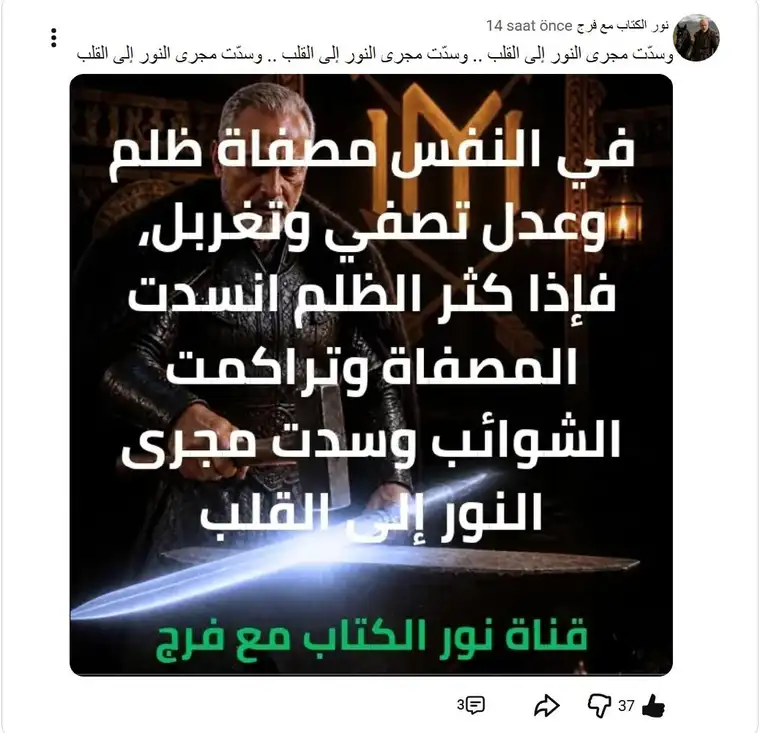 نور الكتاب مع فرج 14 saat önce
وسدّت مجرى النور إلى القلب .. وسدّت مجرى النور إلى القلب .. وسدّت مجرى النور إلى القلب
في النفس مصفاة ظلم
وعدل تصفي وتغربل،
فإذا كثر الظلم انسدت
المصفاة وتراكمت
الشوائب وسدت مجرى
النور إلى القلب
قناة نور الكتاب مع فرج
37
3